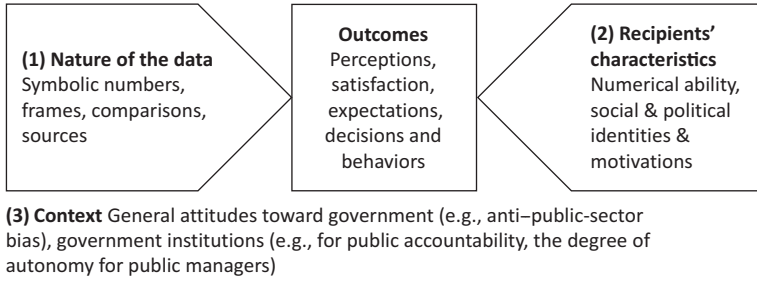 (1) Nature of the data
Symbolic numbers,
frames, comparisons,
sources
Outcomes
Perceptions,
satisfaction,
expectations,
decisions and
behaviors
(2) Recipients’
characteristics
Numerical ability,
social & political
identities &
motivations
(3) Context General attitudes toward government (e.g., anti–public-sector
bias), government institutions (e.g., for public accountability, the degree of
autonomy for public managers)